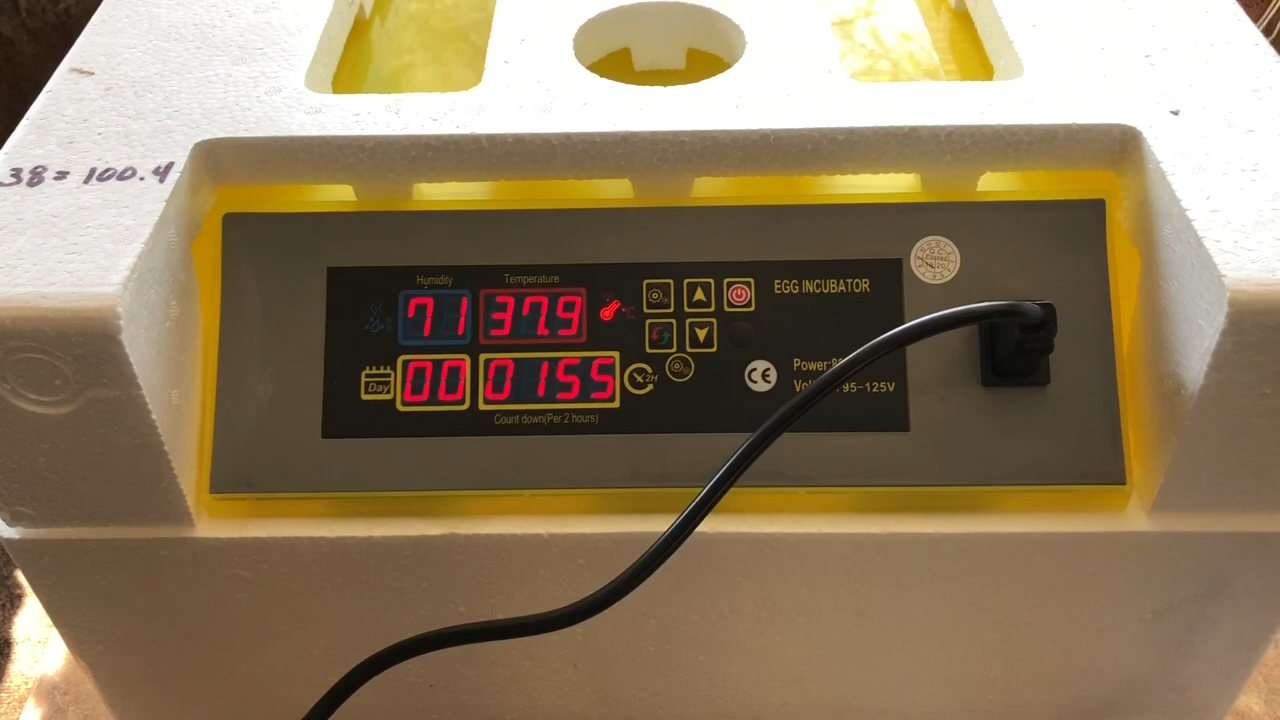 38 = 100.4
Humidity
Temperature
71
37.9
°C
EGG INCUBATOR
Day
00
0155
2H
CE
Power:
95-125V
Count down(Per 2 hours)